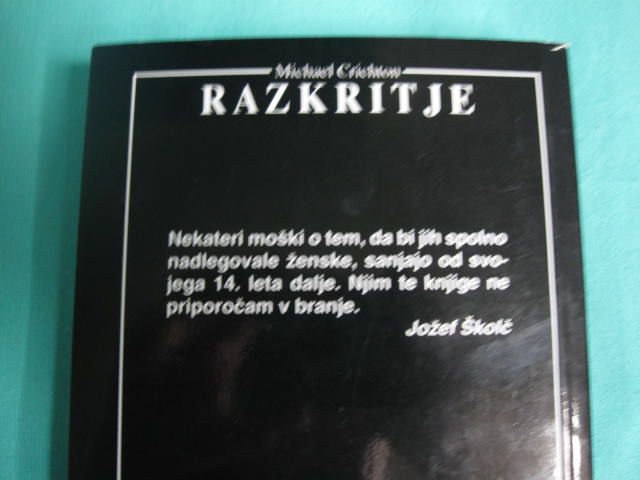 Michael Crichton
RAZKRITJE
Nekateri moški o tem, da bi jih spolno
nadlegovale ženske, sanjajo od svo-
jega 14. leta dalje. Njim te knjige ne
priporočam v branje.
Jožef Školč